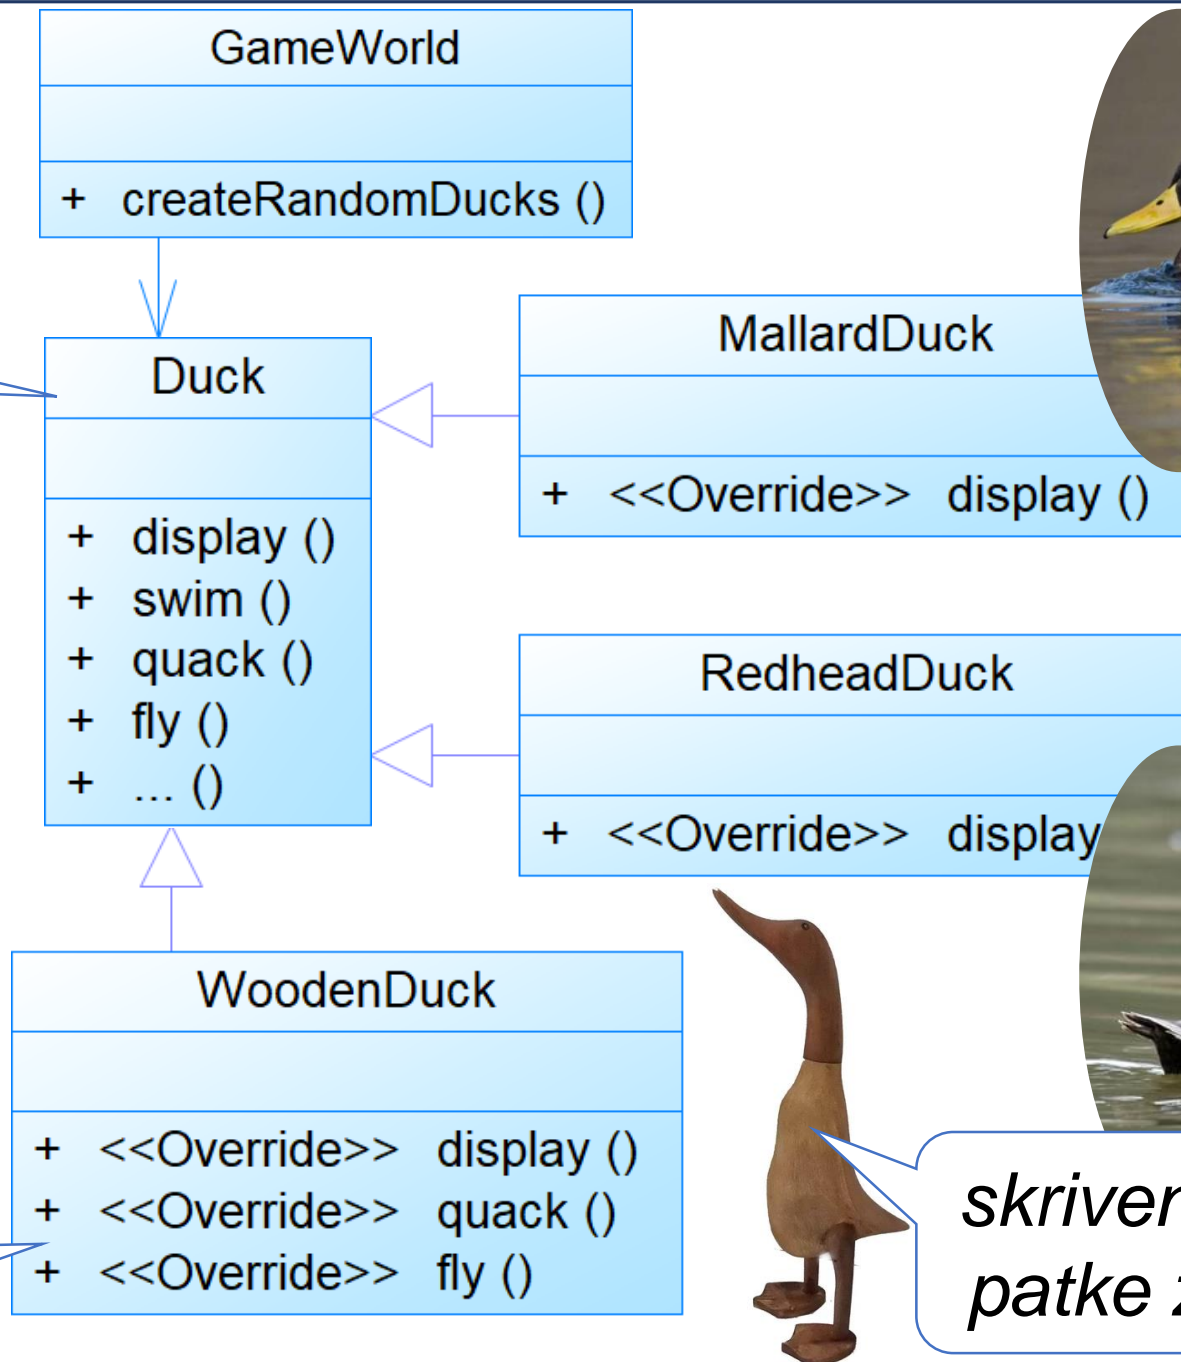 GameWorld
+ createRandomDucks ()
Duck
+ display ()
+ swim ()
+ quack ()
+ fly ()
+ ... ()
MallardDuck
+ <<Override>> display ()
RedheadDuck
+ <<Override>> display
WoodenDuck
+ <<Override>> display ()
+ <<Override>> quack ()
+ <<Override>> fly ()
patke